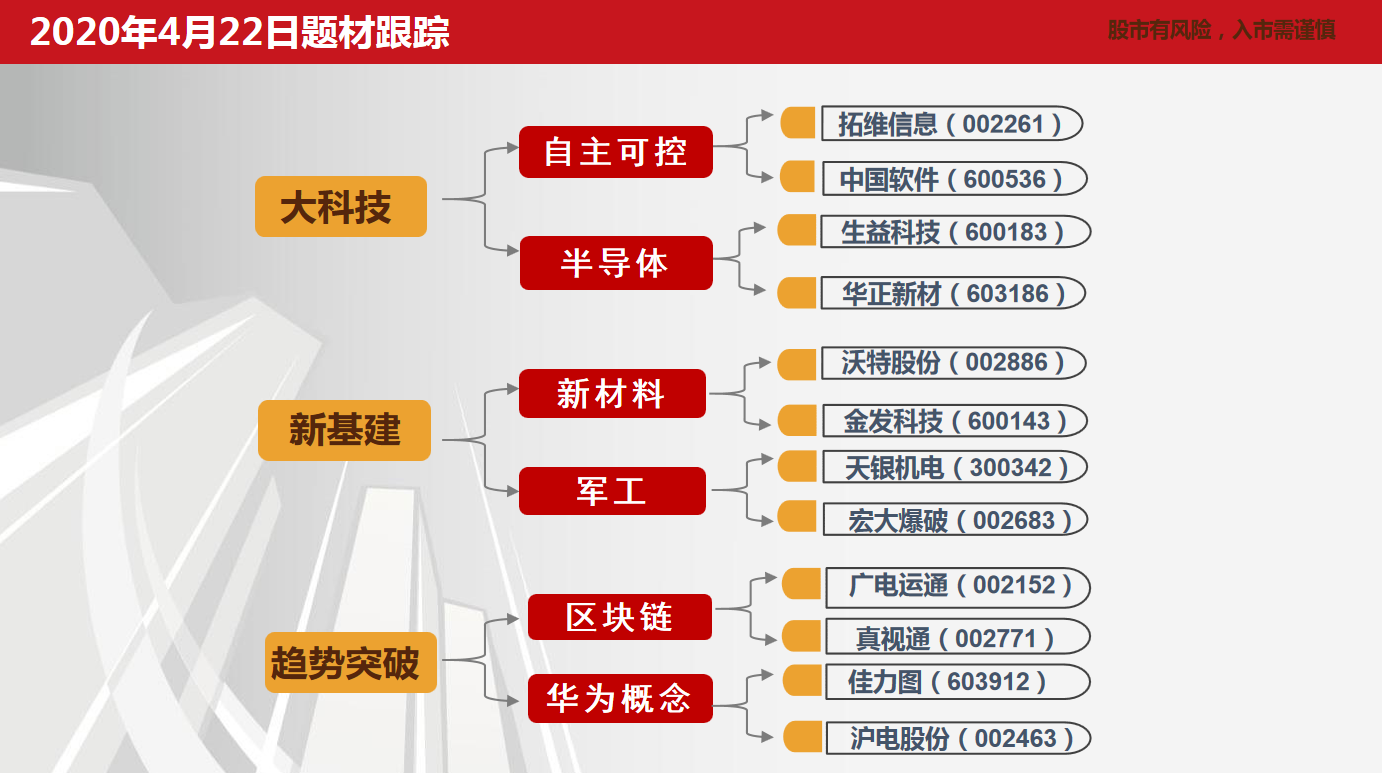 2020年4月22日题材跟踪
股市有风险，入市需谨慎
大科技
自主可控
拓维信息（002261）
中国软件（600536）
半导体
生益科技（600183）
华正新材（603186）
新基建
新材料
沃特股份（002886）
金发科技（600143）
军工
天银机电（300342）
宏大爆破（002683）
趋势突破
区块链
广电运通（002152）
真视通（002771）
华为概念
佳力图（603912）
沪电股份（002463）